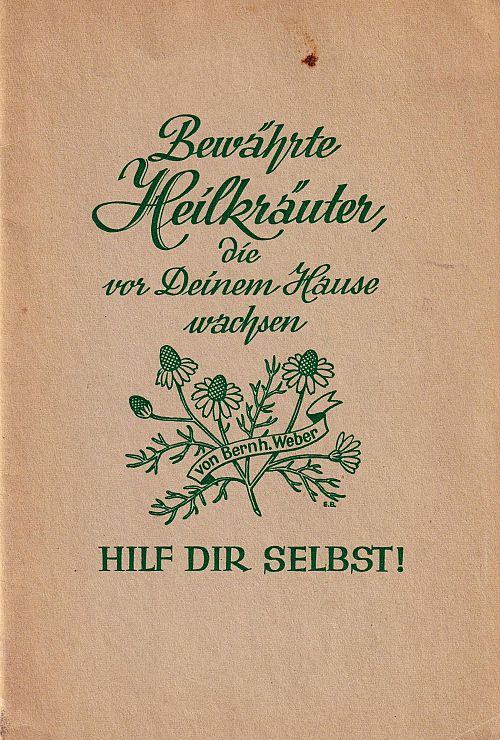 Bewährte
Heilkräuter,
die
vor Deinem Hause
wachsen
von Bernh. Weber
E.B.
HILF DIR SELBST!